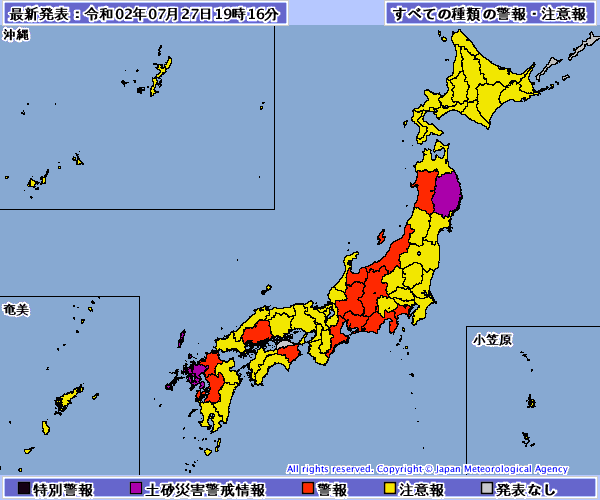 最新発表：令和02年07月27日19時16分
すべての種類の警報・注意報
沖縄
奄美
小笠原
All rights reserved. Copyright © Japan Meteorological Agency
特別警報 土砂災害警戒情報 警報 注意報 発表なし